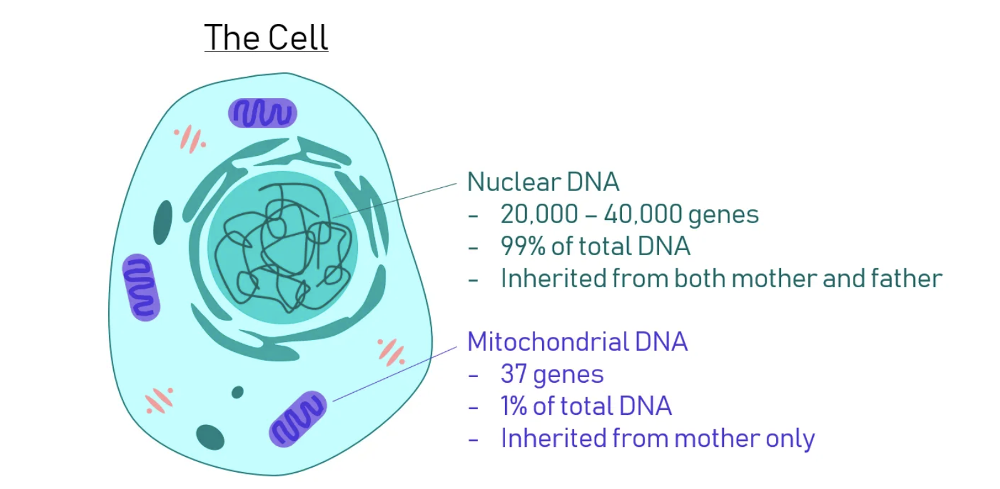 The Cell
Nuclear DNA
- 20,000 – 40,000 genes
- 99% of total DNA
- Inherited from both mother and father
Mitochondrial DNA
- 37 genes
- 1% of total DNA
- Inherited from mother only